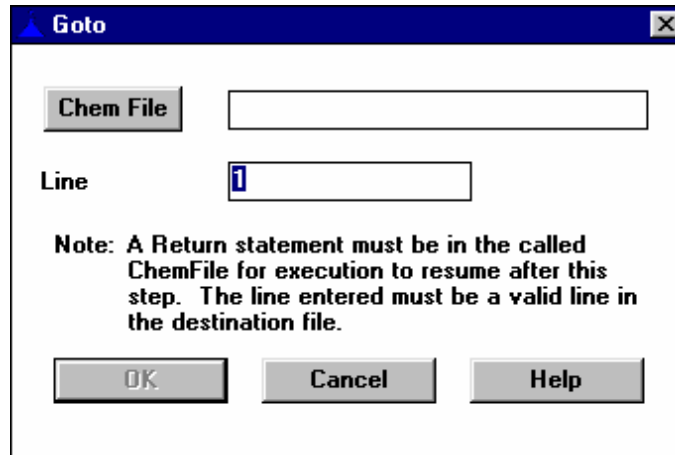 Goto
Chem File
Line 1
Note: A Return statement must be in the called
ChemFile for execution to resume after this
step. The line entered must be a valid line in
the destination file.
OK Cancel Help